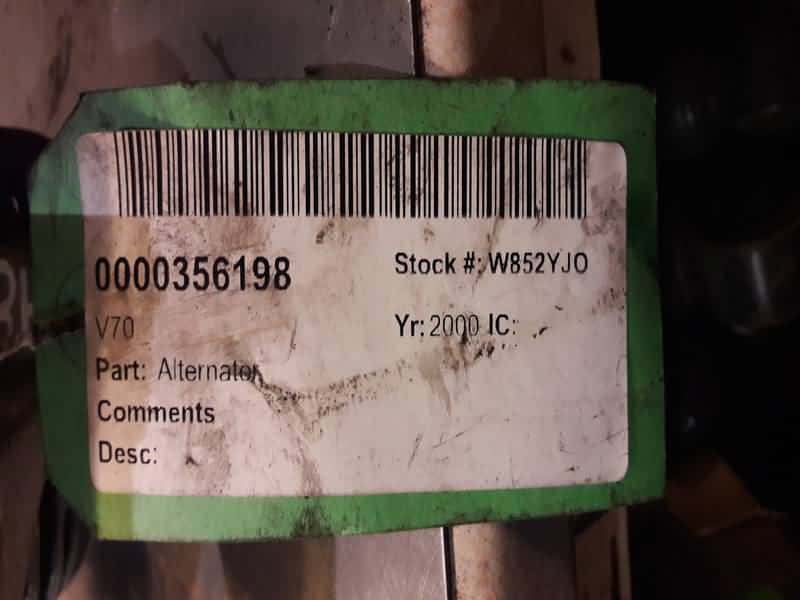 0000356198 Stock #: W852YJO
V70 Yr: 2000 IC:
Part: Alternator
Comments
Desc: